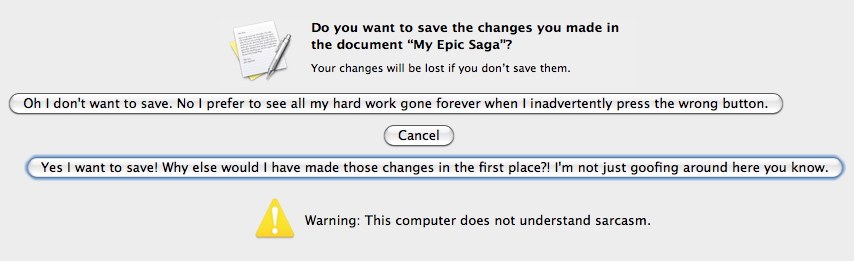 Do you want to save the changes you made in
the document “My Epic Saga”?
Your changes will be lost if you don’t save them.
Oh I don't want to save. No I prefer to see all my hard work gone forever when I inadvertently press the wrong button.
Cancel
Yes I want to save! Why else would I have made those changes in the first place?! I'm not just goofing around here you know.
Warning: This computer does not understand sarcasm.